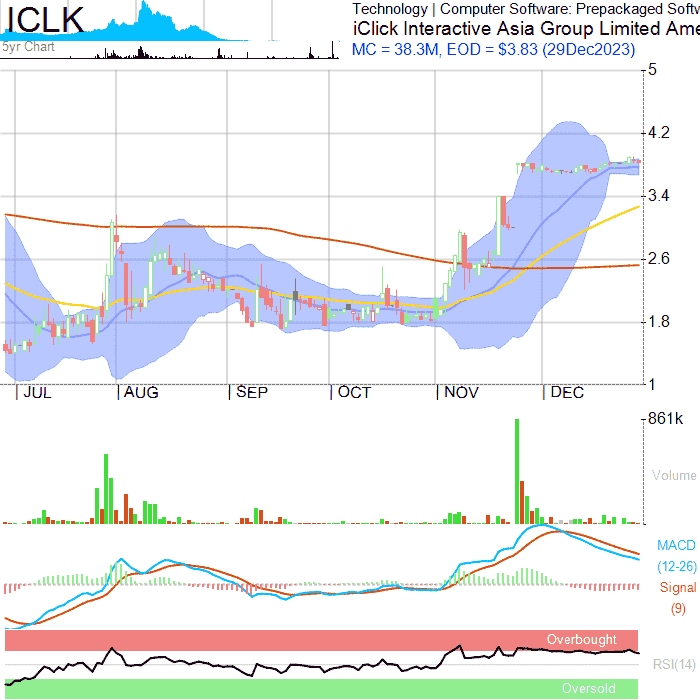 ICLK
5yr Chart
Technology | Computer Software: Prepackaged Softw
iClick Interactive Asia Group Limited Ame
MC = 38.3M, EOD = $3.83 (29Dec2023)
5
4.2
3.4
2.6
1.8
1
JUL AUG SEP OCT NOV DEC
861k
Volume
MACD
(12-26)
Signal
(9)
Overbought
RSI(14)
Oversold